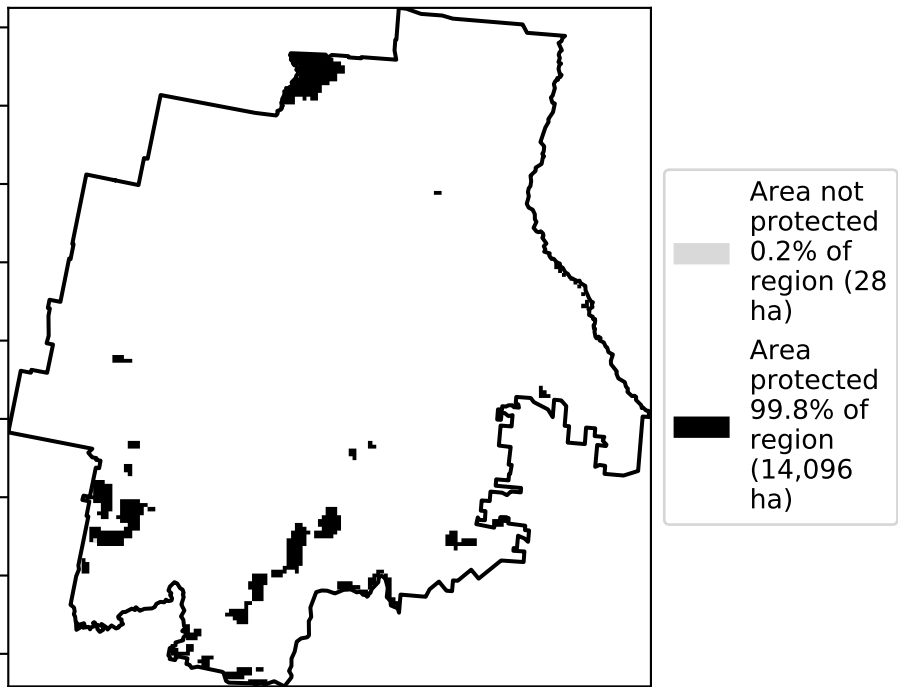 Area not
protected
0.2% of
region (28
ha)
Area
protected
99.8% of
region
(14,096
ha)